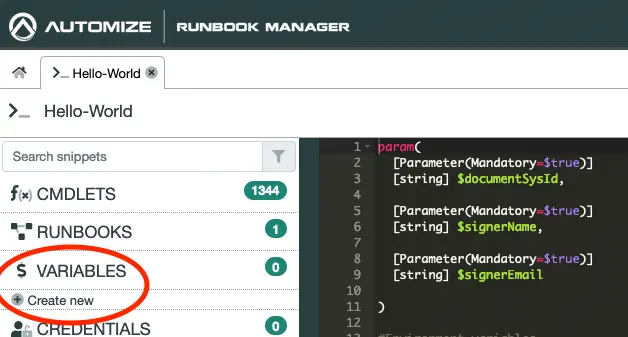 AUTOMIZE | RUNBOOK MANAGER
>_ Hello-World
>_ Hello-World
Search snippets
f(x) CMDLETS 1344
RUNBOOKS 1
$ VARIABLES 0
Create new
CREDENTIALS 0
1 param(
2 [Parameter(Mandatory=$true)]
3 [string] $documentSysId,
4
5 [Parameter(Mandatory=$true)]
6 [string] $signerName,
7
8 [Parameter(Mandatory=$true)]
9 [string] $signerEmail
10
11 )
12